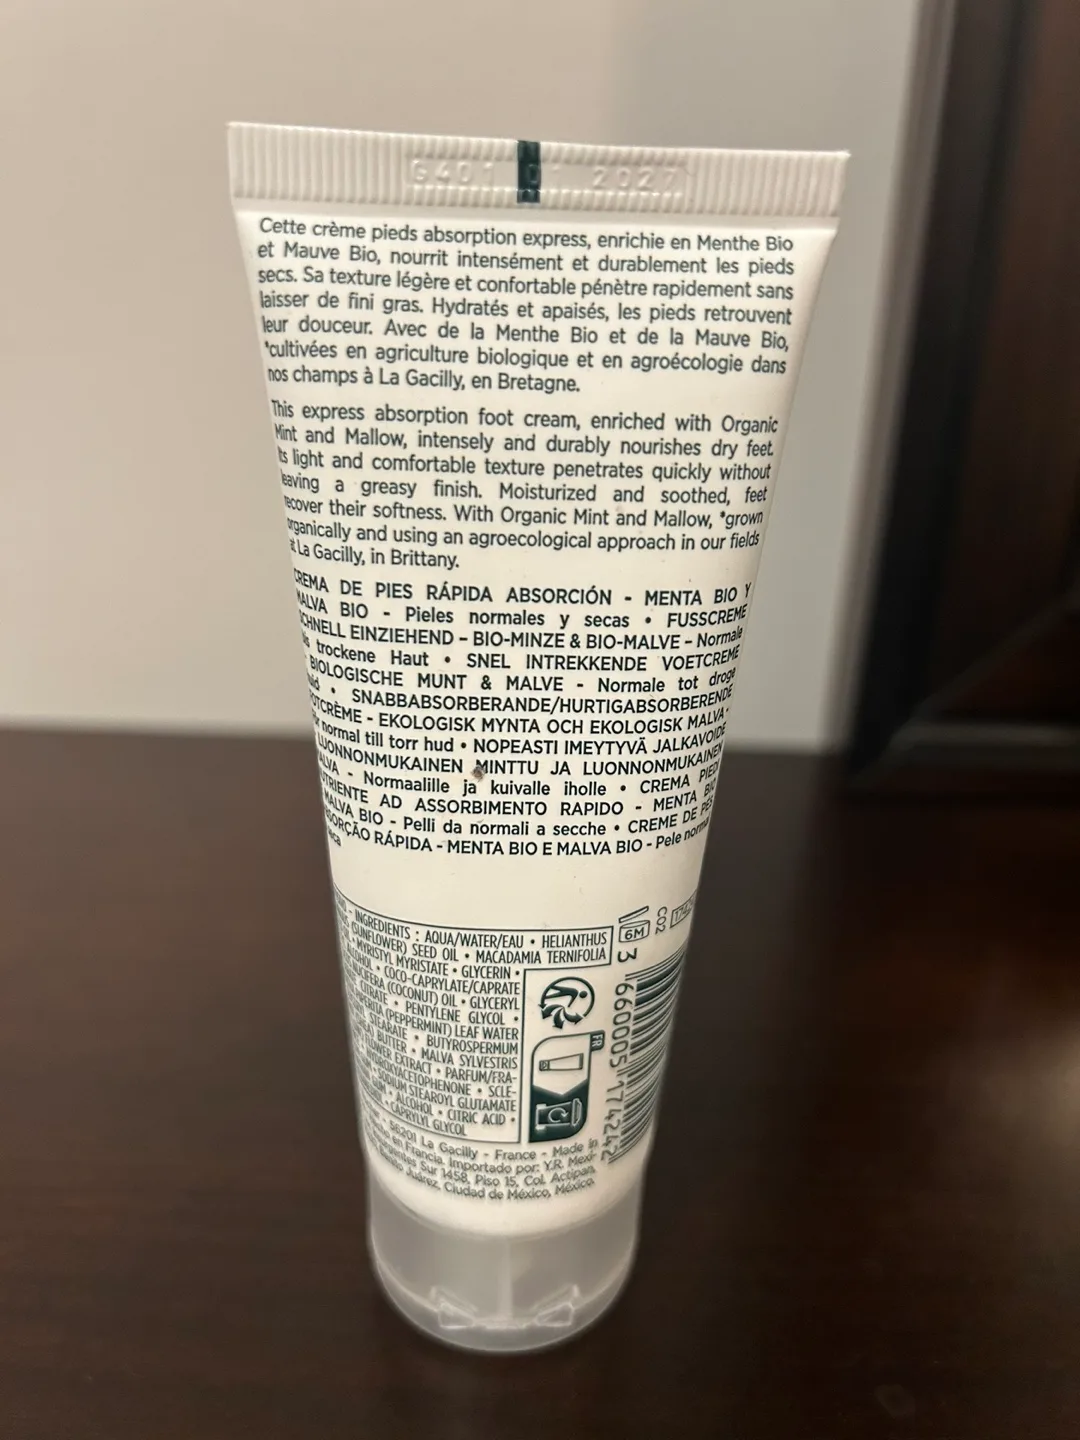 G401 01 2027
Cette crème pieds absorption express, enrichie en Menthe Bio
et Mauve Bio, nourrit intensément et durablement les pieds
secs. Sa texture légère et confortable pénètre rapidement sans
laisser de fini gras. Hydratés et apaisés, les pieds retrouvent
leur douceur. Avec de la Menthe Bio et de la Mauve Bio,
*cultivées en agriculture biologique et en agroécologie dans
nos champs à La Gacilly, en Bretagne.
This express absorption foot cream, enriched with Organic
Mint and Mallow, intensely and durably nourishes dry feet.
Its light and comfortable texture penetrates quickly without
leaving a greasy finish. Moisturized and soothed, feet
recover their softness. With Organic Mint and Mallow, *grown
organically and using an agroecological approach in our fields
at La Gacilly, in Brittany.
CREMA DE PIES RÁPIDA ABSORCIÓN - MENTA BIO Y
MALVA BIO - Pieles normales y secas • FUSSCREME
SCHNELL EINZIEHEND - BIO-MINZE & BIO-MALVE - Normale
trockene Haut • SNEL INTREKKENDE VOETCREME
- BIOLOGISCHE MUNT & MALVE - Normale tot droge
• SNABBABSORBERANDE/HURTIGABSORBERENDE
FOTCRÈME - EKOLOGISK MYNTA OCH EKOLOGISK MALVA -
för normal till torr hud • NOPEASTI IMEYTYVÄ JALKAVOIDE
LUONNONMUKAINEN MINTTU JA LUONNONMUKAINEN
MALVA - Normaalille ja kuivalle iholle • CREMA PIEDI
NUTRIENTE AD ASSORBIMENTO RAPIDO - MENTA BIO
MALVA BIO - Pelli da normali a secche • CREME DE PÉS
ABSORÇÃO RÁPIDA - MENTA BIO E MALVA BIO - Pele normal
- INGREDIENTS : AQUA/WATER/EAU • HELIANTHUS
(SUNFLOWER) SEED OIL • MACADAMIA TERNIFOLIA
• MYRISTYL MYRISTATE • GLYCERIN •
ALCOHOL • COCO-CAPRYLATE/CAPRATE
NUCIFERA (COCONUT) OIL • GLYCERYL
CITRATE • PENTYLENE GLYCOL •
PIPERITA (PEPPERMINT) LEAF WATER
STEARATE • BUTYROSPERMUM
BUTTER • MALVA SYLVESTRIS
FLOWER EXTRACT • PARFUM/FRA-
HYDROXYACETOPHENONE • SCLE-
• SODIUM STEAROYL GLUTAMATE
GUM • ALCOHOL • CITRIC ACID •
• CAPRYLYL GLYCOL
6M
C02
FR
3 660005 174242
56201 La Gacilly - France - Made in
en Francia. Importado por: Y.R. Mexi-
Insurgentes Sur 1458, Piso 15, Col. Actipan,
Benito Juárez, Ciudad de México, México.